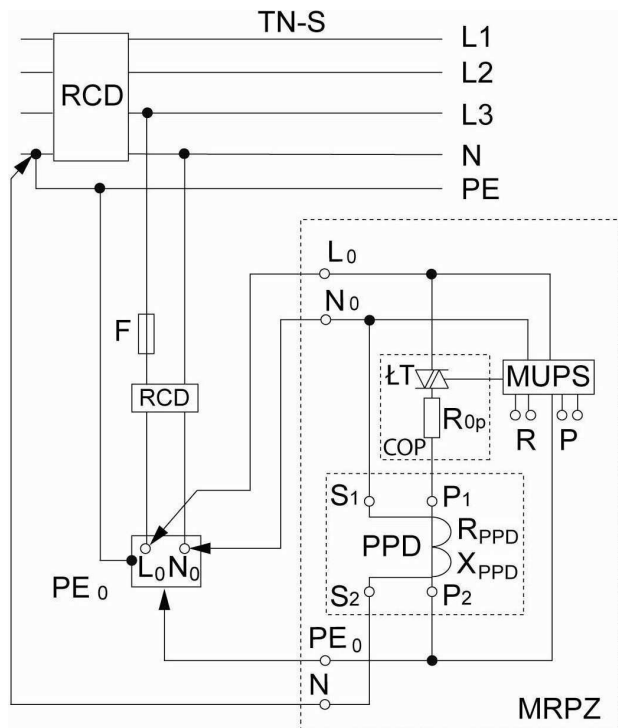 TN-S
L1
L2
RCD
L3
N
PE
L0
N0
F
ŁT
MUPS
RCD
R0p
R P
COP
S1 P1
RPPD
PPD
XPPD
L0 N0
S2 P2
PE0
PE0
N
MRPZ